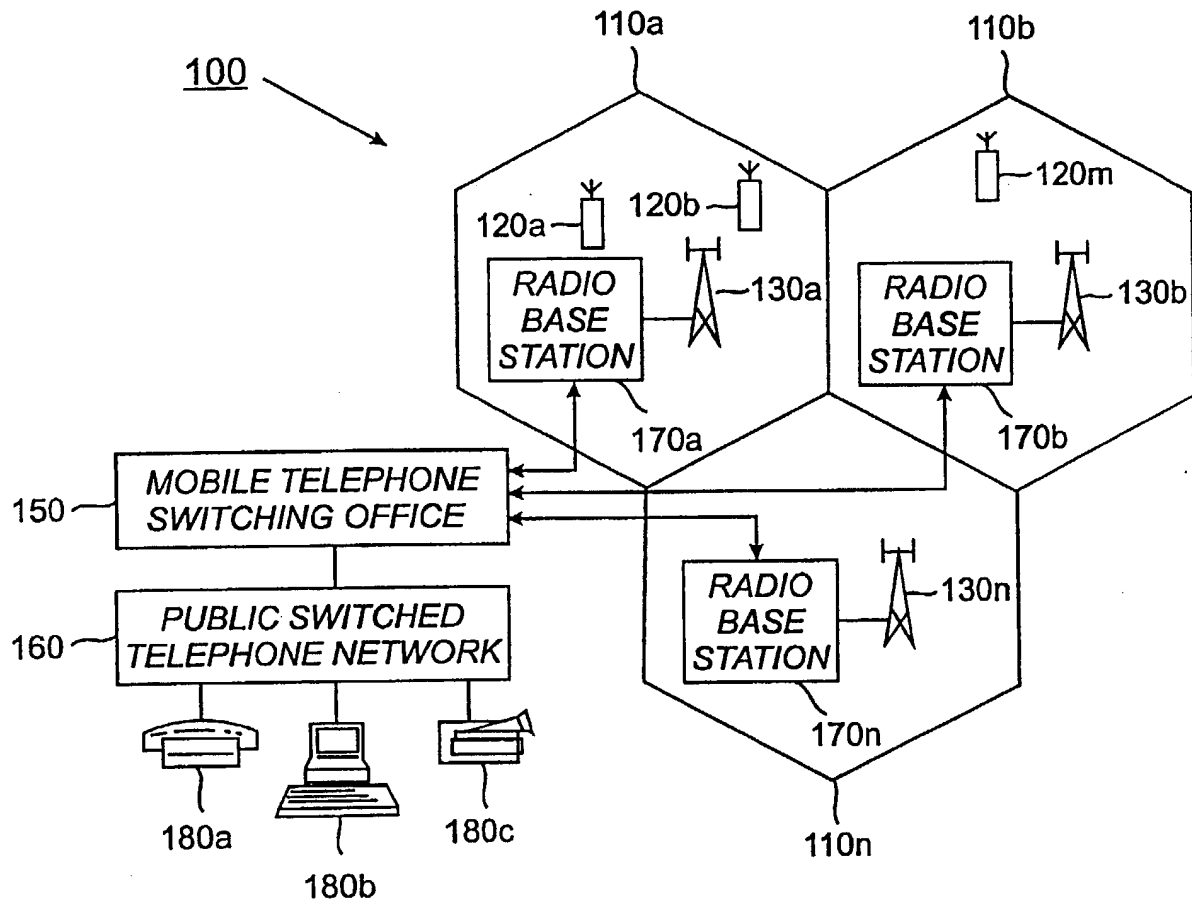 110a
110b
100
120a
120b
120m
RADIO
BASE
STATION
130a
RADIO
BASE
STATION
130b
170a
170b
150
MOBILE TELEPHONE
SWITCHING OFFICE
RADIO
BASE
STATION
130n
160
PUBLIC SWITCHED
TELEPHONE NETWORK
170n
180a
180b
180c
110n